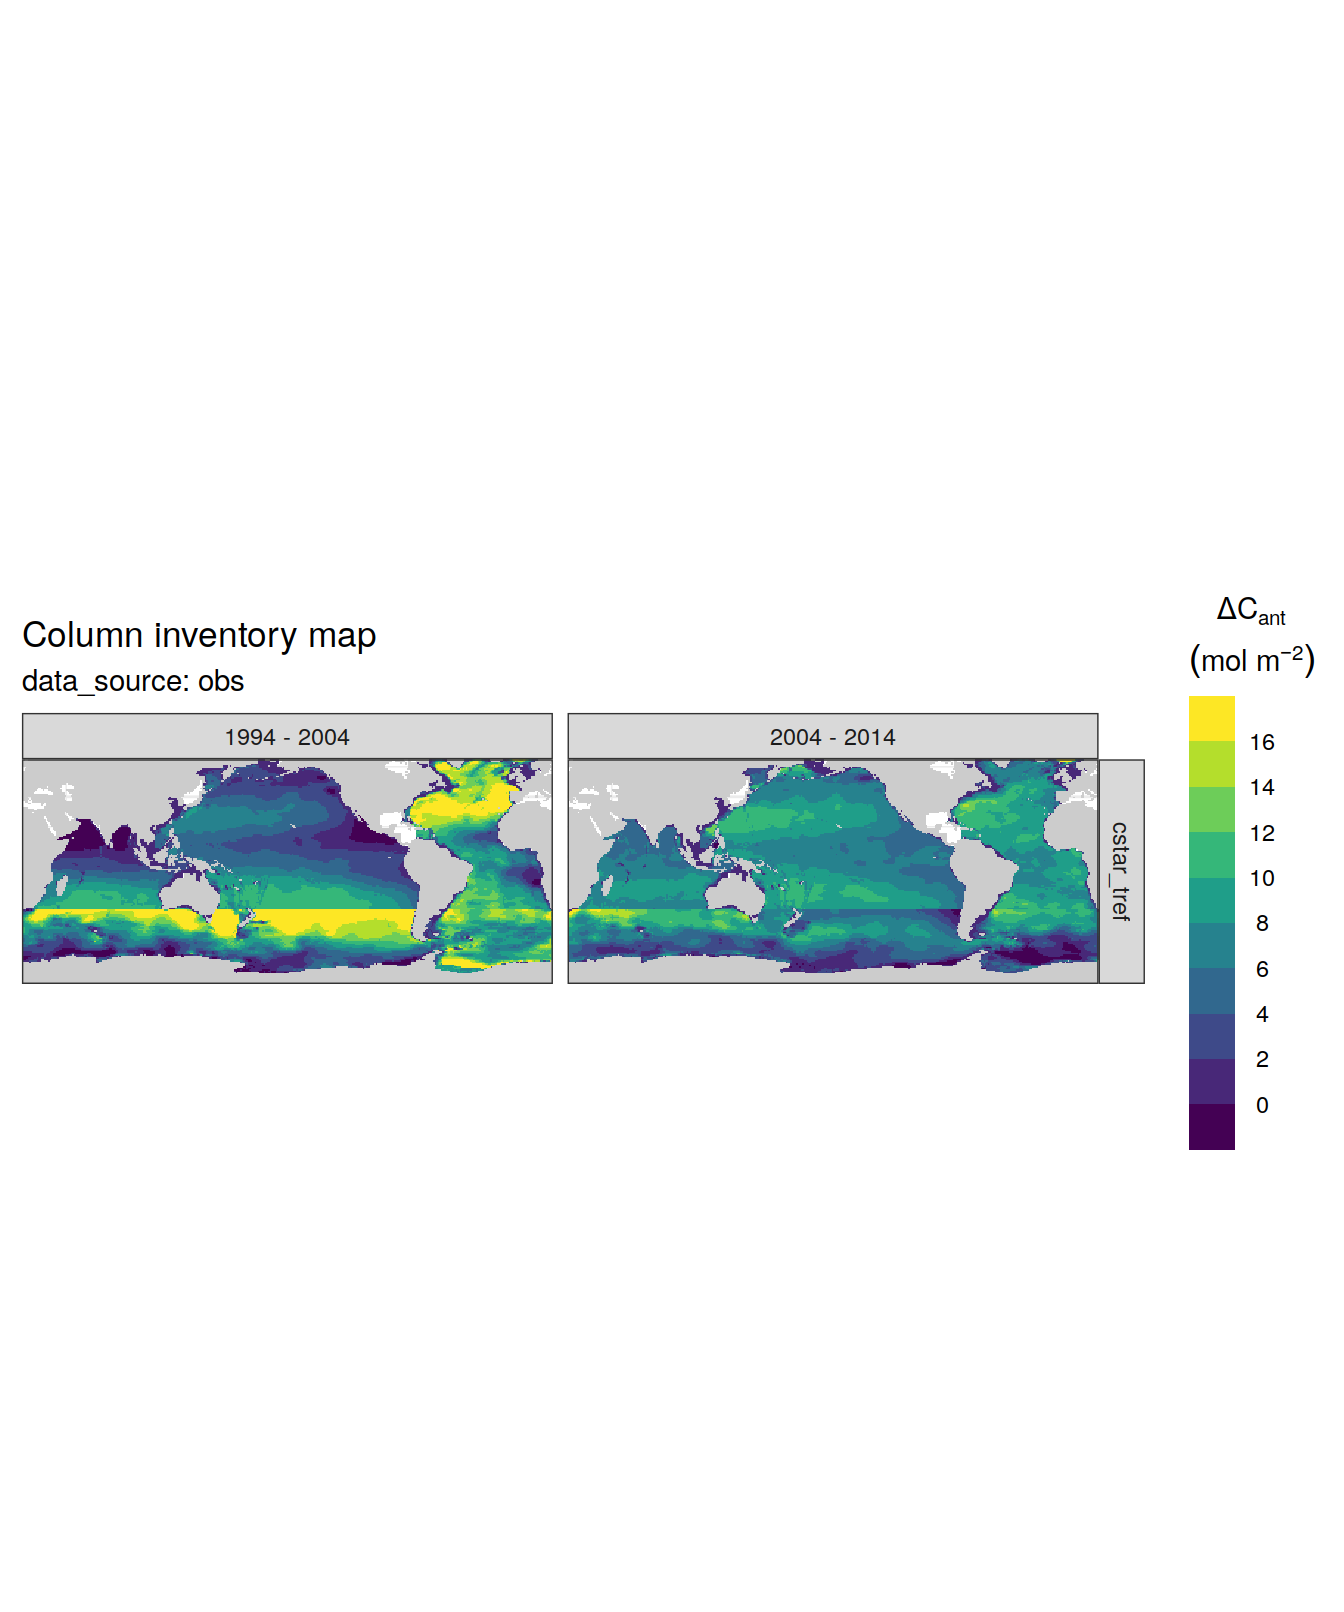 Column inventory map
data_source: obs
1994 - 2004
2004 - 2014
cstar_tref
ΔCant
(mol m−2)
16
14
12
10
8
6
4
2
0